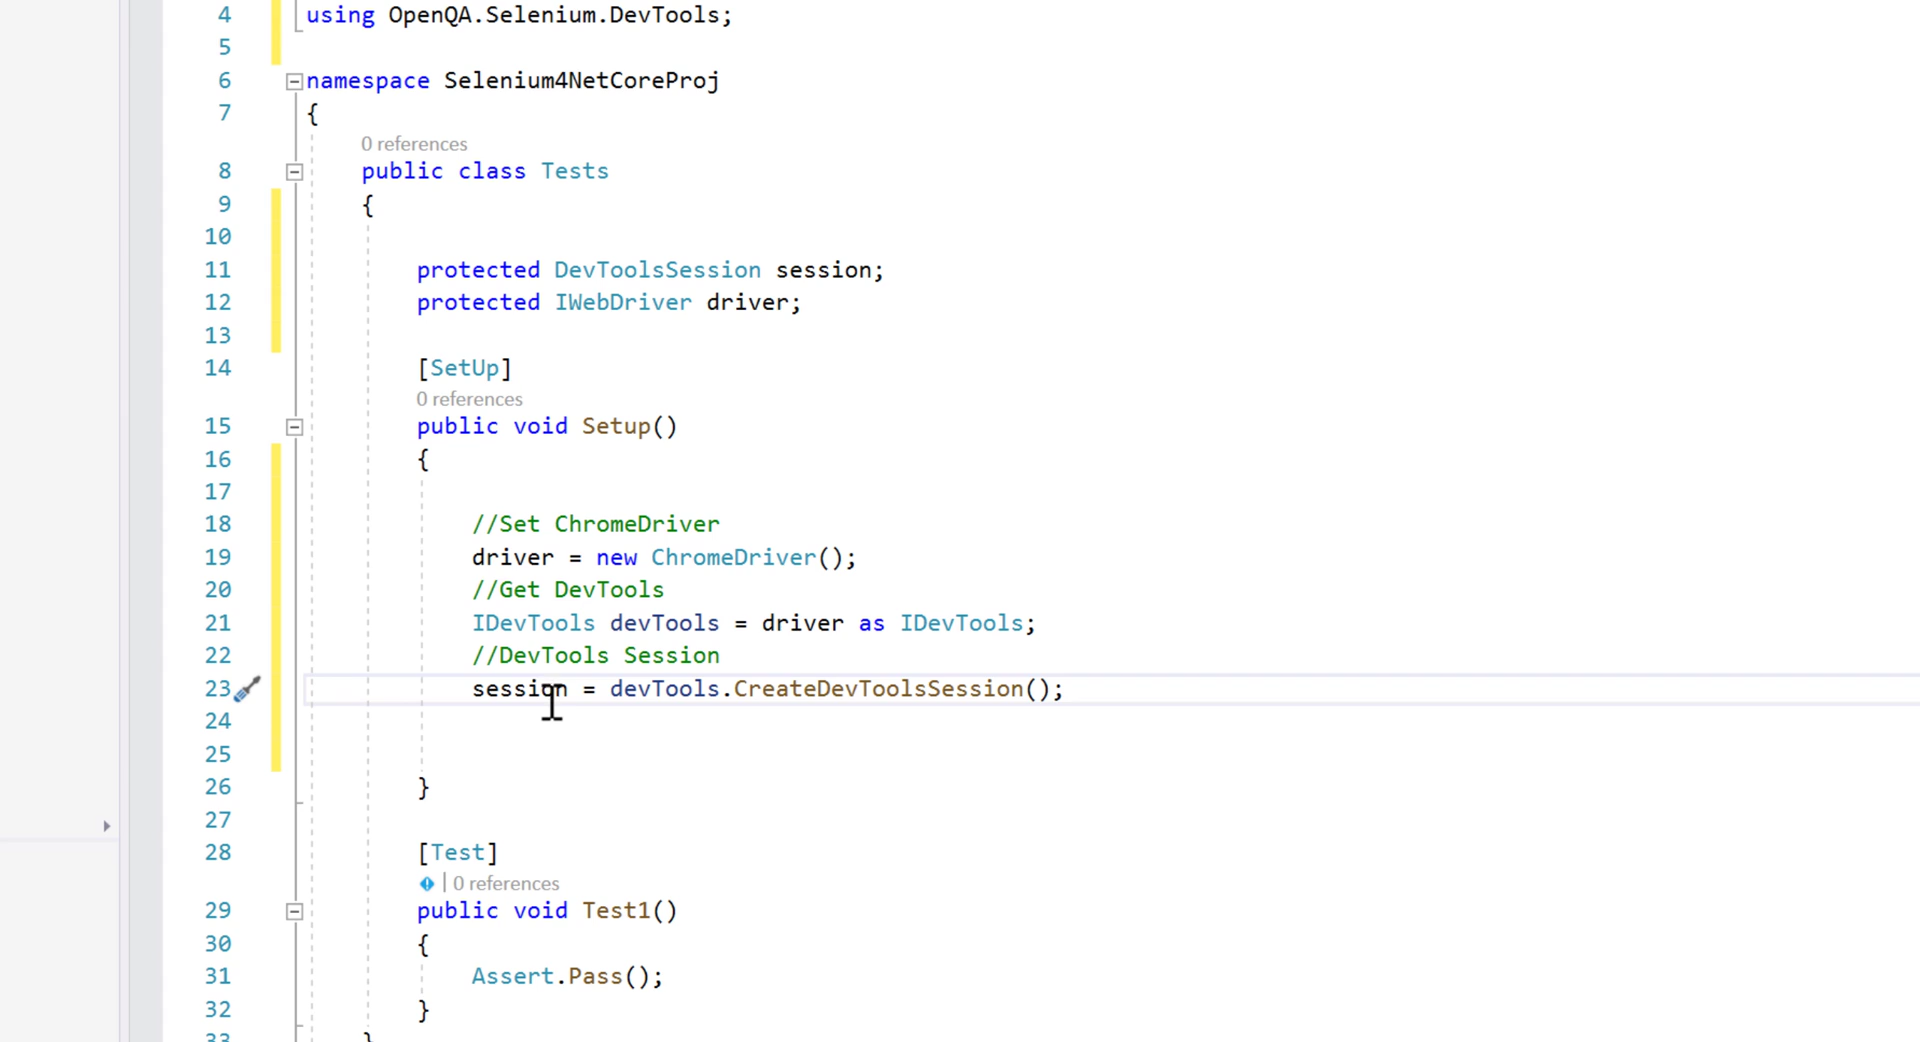 4 using OpenQA.Selenium.DevTools;
5
6 namespace Selenium4NetCoreProj
7 {
0 references
8 public class Tests
9 {
10
11 protected DevToolsSession session;
12 protected IWebDriver driver;
13
14 [SetUp]
0 references
15 public void Setup()
16 {
17
18 //Set ChromeDriver
19 driver = new ChromeDriver();
20 //Get DevTools
21 IDevTools devTools = driver as IDevTools;
22 //DevTools Session
23 session = devTools.CreateDevToolsSession();
24
25
26 }
27
28 [Test]
0 references
29 public void Test1()
30 {
31 Assert.Pass();
32 }
33 }